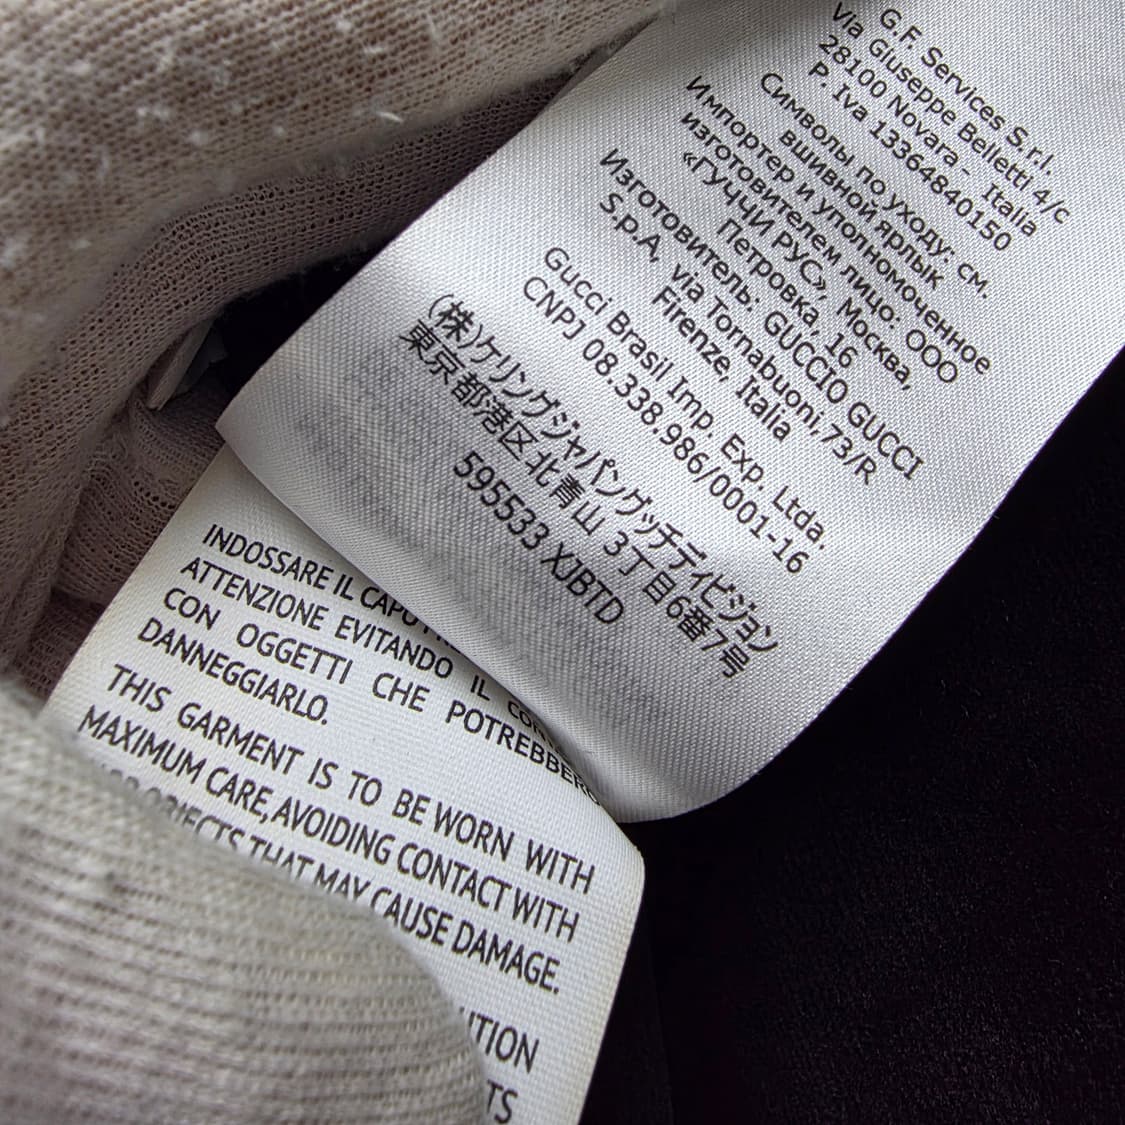 G.F. Services S.r.l.
Via Giuseppe Belletti 4/c
28100 Novara - Italia
P. Iva 13364840150
Символы по уходу: см.
вшивной ярлык
Импортер и уполномоченное
изготовителем лицо: ООО
«ГУЧЧИ РУС», Москва,
Петровка, 16
Изготовитель: GUCCIO GUCCI
S.p.A, via Tornabuoni,73/R
Firenze, Italia
Gucci Brasil Imp. Exp. Ltda.
CNPJ 08.338.986/0001-16
(株)ケリングジャパングッチディビジョン
東京都港区北青山 3丁目6番7号
595533 XJBTD
INDOSSARE IL
ATTENZIONE EVITANDO IL
CON OGGETTI CHE POTREBBERO
DANNEGGIARLO.
THIS GARMENT IS TO BE WORN WITH
MAXIMUM CARE, AVOIDING CONTACT WITH
OBJECTS THAT MAY CAUSE DAMAGE.